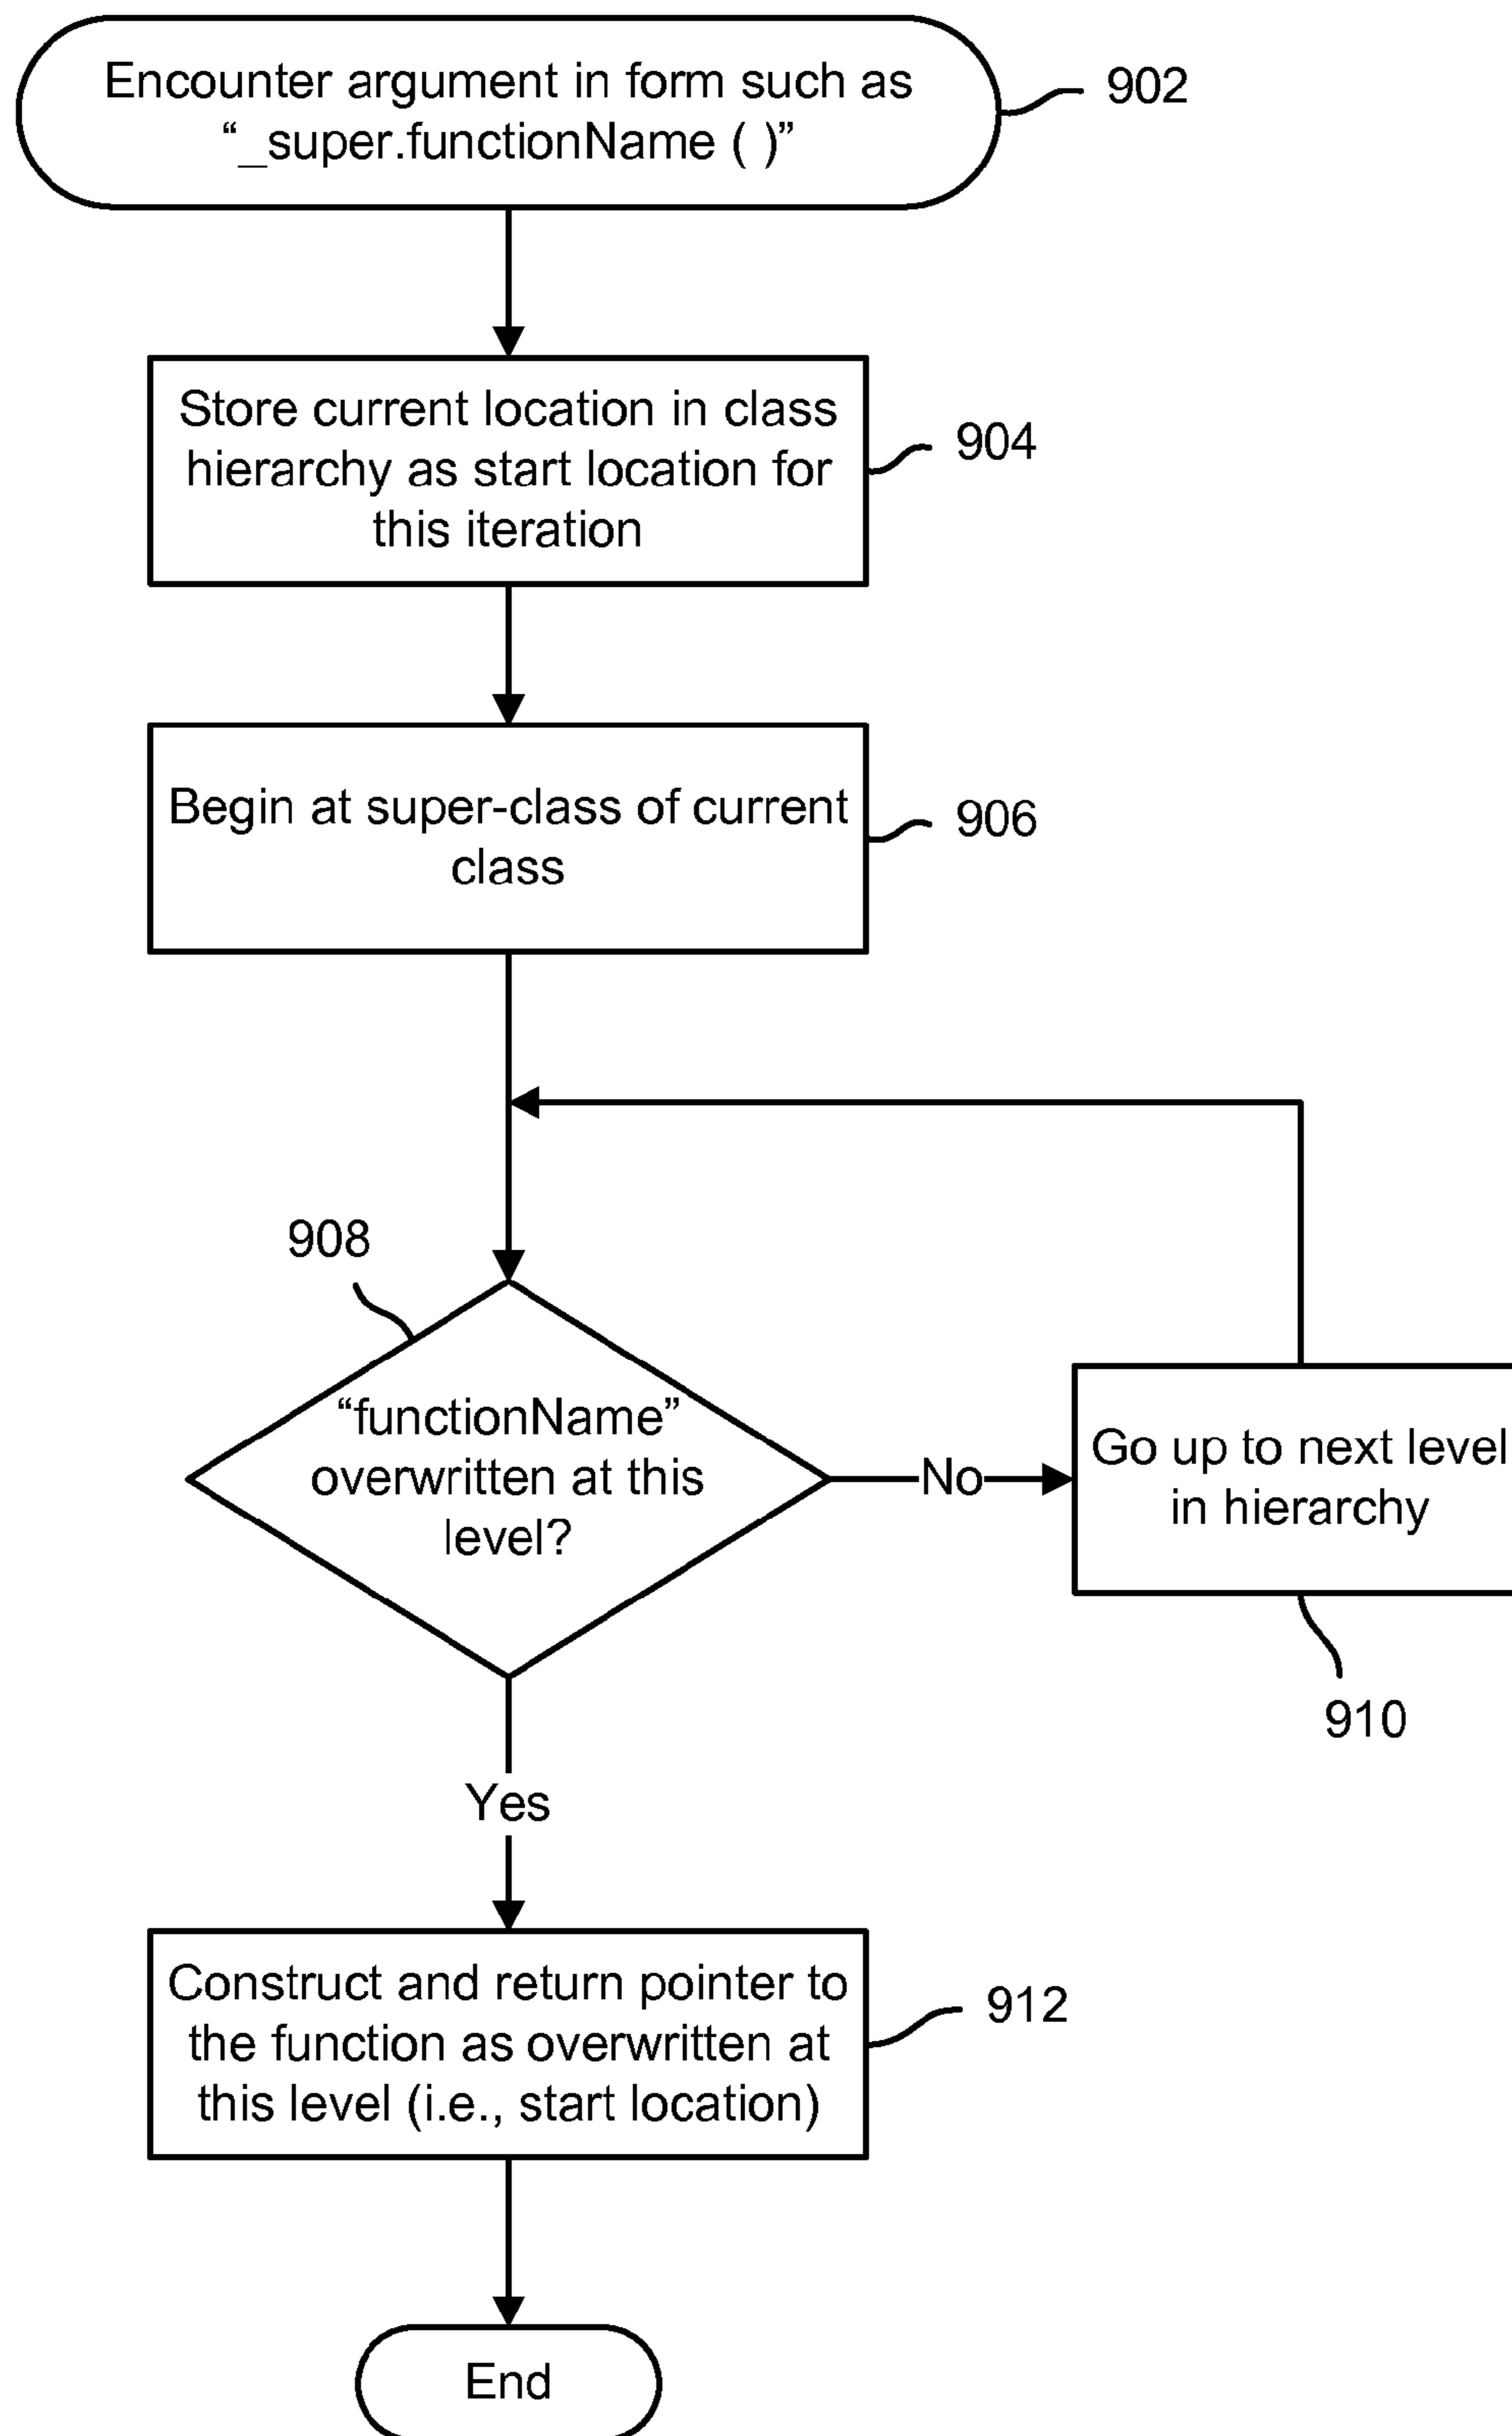 Encounter argument in form such as
“_super.functionName ( )”
902
Store current location in class
hierarchy as start location for
this iteration
904
Begin at super-class of current
class
906
908
“functionName”
overwritten at this
level?
No
Go up to next level
in hierarchy
910
Yes
Construct and return pointer to
the function as overwritten at
this level (i.e., start location)
912
End